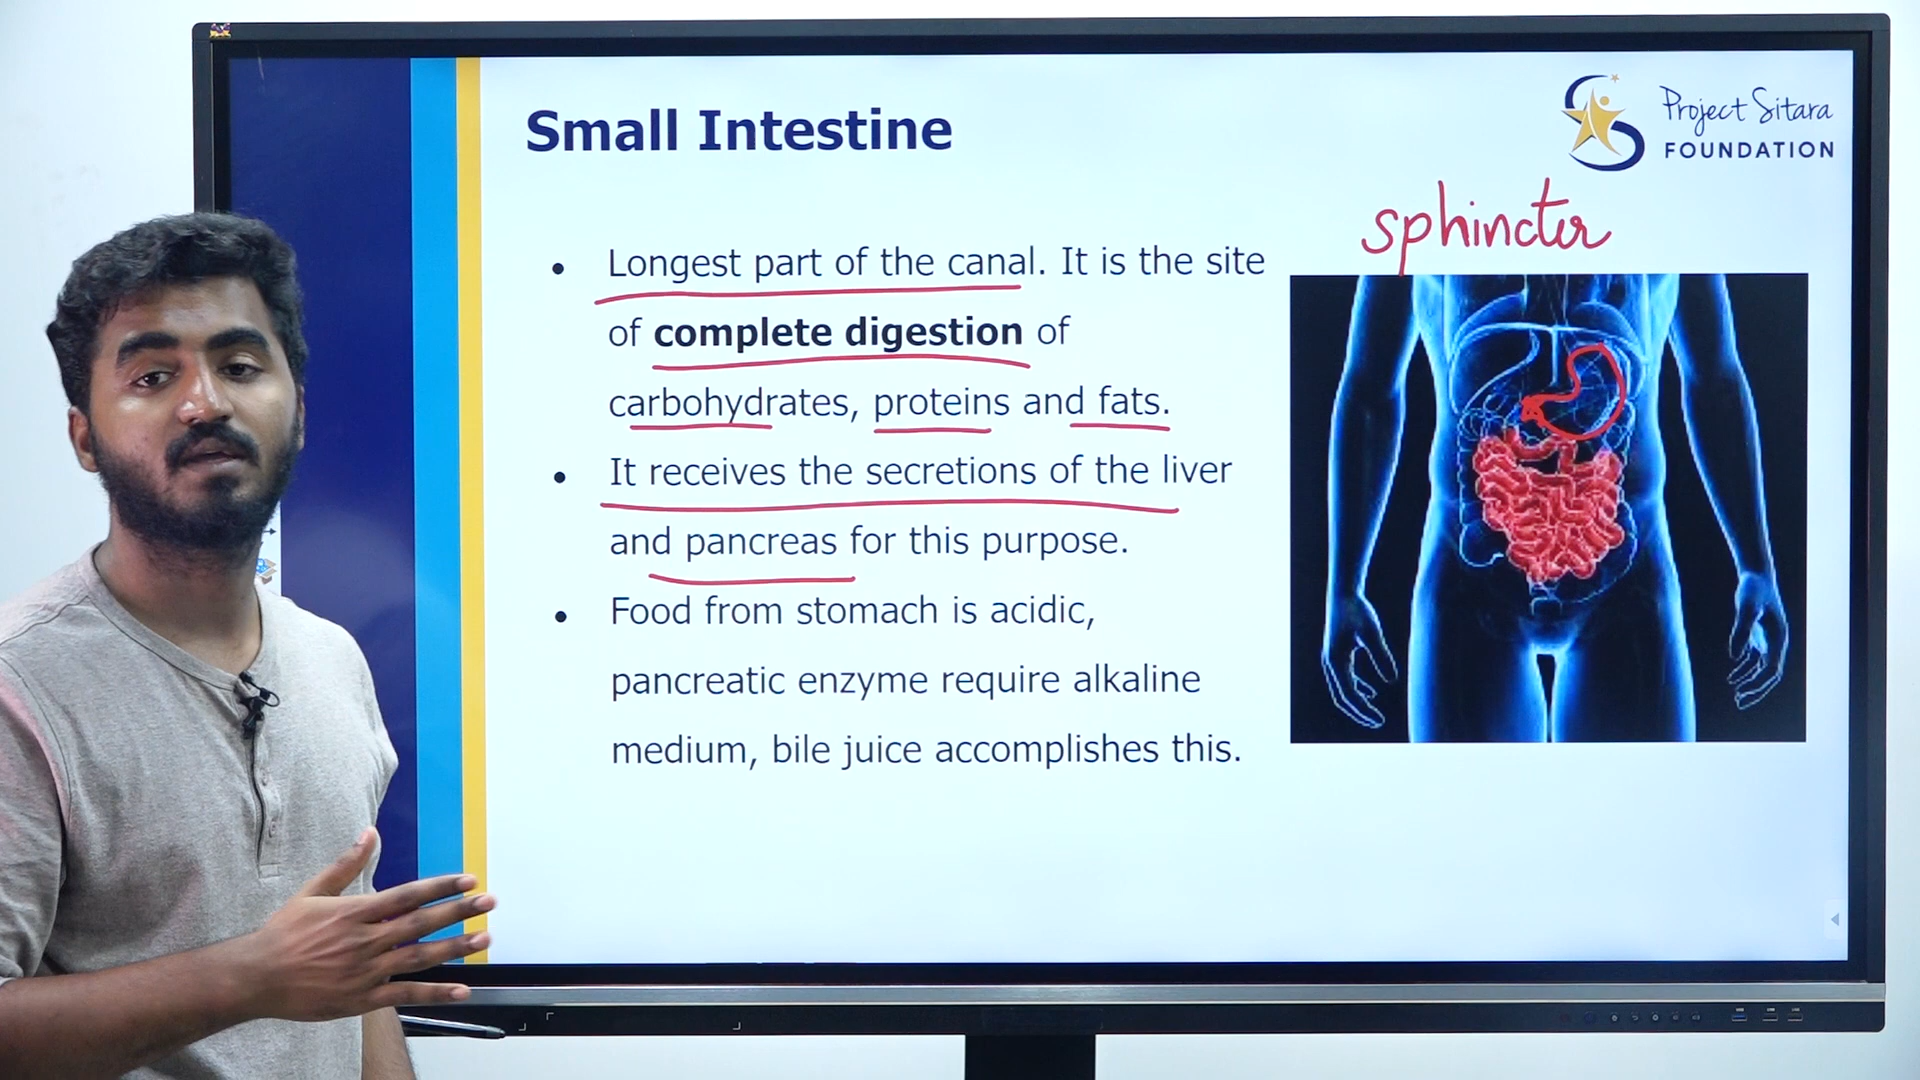 Small Intestine
Project Sitara
FOUNDATION
sphincter
• Longest part of the canal. It is the site
of complete digestion of
carbohydrates, proteins and fats.
• It receives the secretions of the liver
and pancreas for this purpose.
• Food from stomach is acidic,
pancreatic enzyme require alkaline
medium, bile juice accomplishes this.